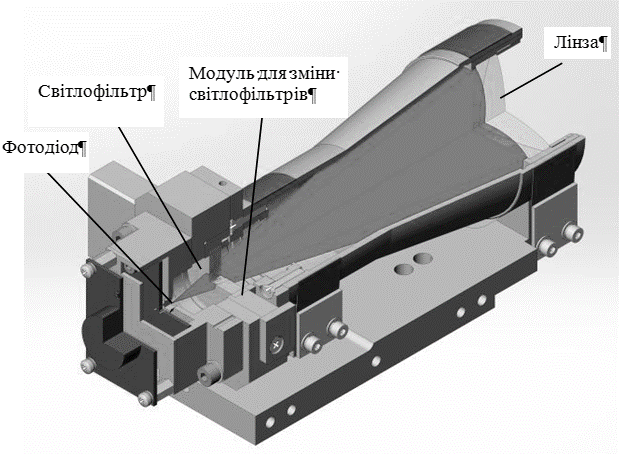 Лінза¶
Модуль·для·зміни·
світлофільтрів¶
Світлофільтр¶
Фотодіод¶